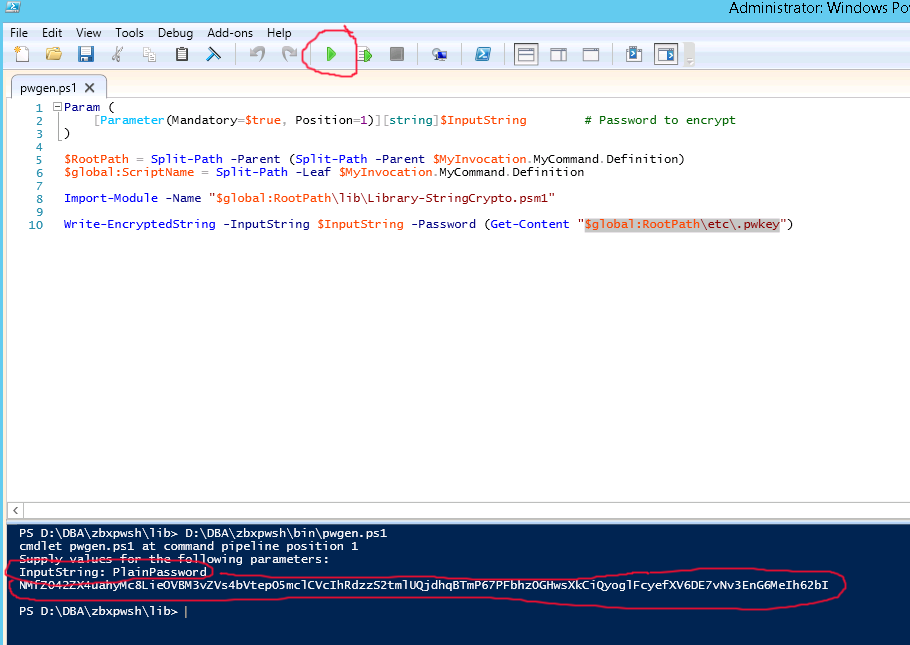 Administrator: Windows Po
File Edit View Tools Debug Add-ons Help
pwgen.ps1
1 Param (
2 [Parameter(Mandatory=$true, Position=1)][string]$InputString # Password to encrypt
3 )
4
5 $RootPath = Split-Path -Parent (Split-Path -Parent $MyInvocation.MyCommand.Definition)
6 $global:ScriptName = Split-Path -Leaf $MyInvocation.MyCommand.Definition
7
8 Import-Module -Name "$global:RootPath\lib\Library-StringCrypto.psm1"
9
10 Write-EncryptedString -InputString $InputString -Password (Get-Content "$global:RootPath\etc\.pwkey")
PS D:\DBA\zbxpwsh\lib> D:\DBA\zbxpwsh\bin\pwgen.ps1
cmdlet pwgen.ps1 at command pipeline position 1
Supply values for the following parameters:
InputString: PlainPassword
PS D:\DBA\zbxpwsh\lib>